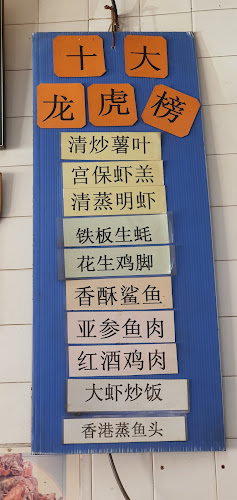 十大
龙虎榜
清炒薯叶
宫保虾羔
清蒸明虾
铁板生蚝
花生鸡脚
香酥鲨鱼
亚参鱼肉
红酒鸡肉
大虾炒饭
香港蒸鱼头